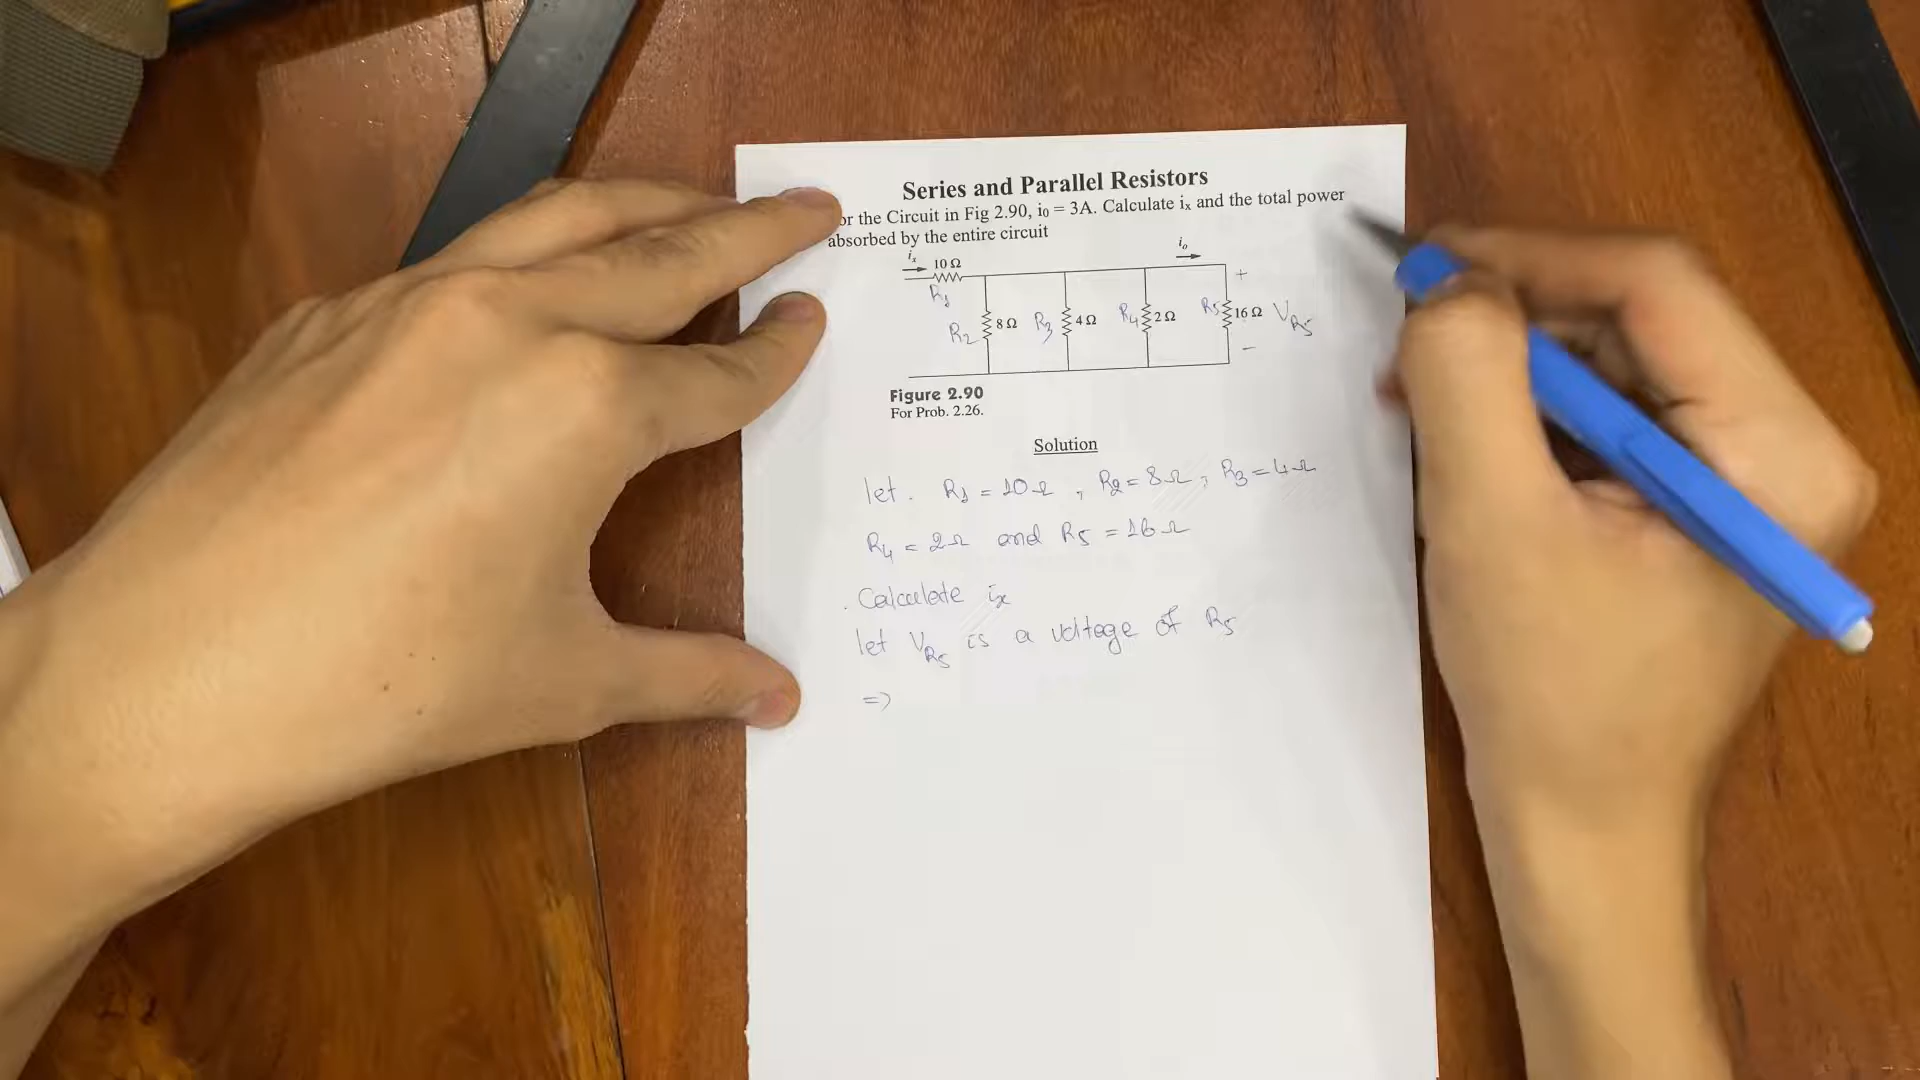 Series and Parallel Resistors
or the Circuit in Fig 2.90, i₀ = 3A. Calculate iₓ and the total power
absorbed by the entire circuit
iₓ
10 Ω
iₒ
+
R₁
R₂ 8 Ω R₃ 4 Ω R₄ 2 Ω R₅ 16 Ω V_R₅
−
Figure 2.90
For Prob. 2.26.
Solution
let . R₁ = 10 Ω , R₂ = 8 Ω , R₃ = 4 Ω
R₄ = 2 Ω and R₅ = 16 Ω
. Calculate iₓ
let V_R₅ is a voltage of R₅
=>